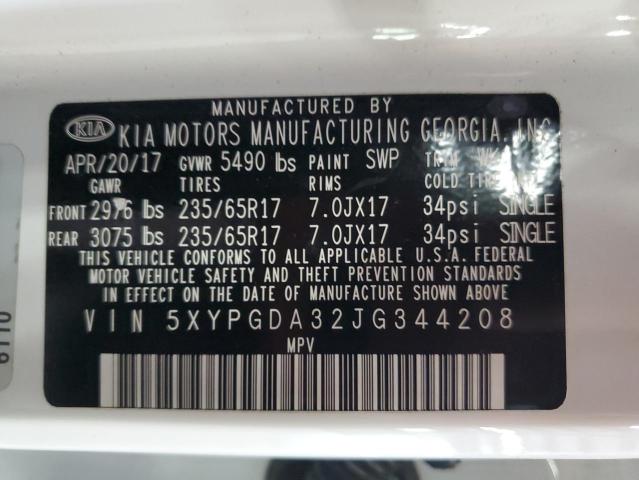 MANUFACTURED BY
KIA KIA MOTORS MANUFACTURING GEORGIA, INC
APR/20/17 GVWR 5490 lbs PAINT SWP TRIM
GAWR TIRES RIMS COLD
FRONT 2976 lbs 235/65R17 7.0JX17 34psi SINGLE
REAR 3075 lbs 235/65R17 7.0JX17 34psi SINGLE
THIS VEHICLE CONFORMS TO ALL APPLICABLE U.S.A. FEDERAL
MOTOR VEHICLE SAFETY AND THEFT PREVENTION STANDARDS
IN EFFECT ON THE DATE OF MANUFACTURE SHOWN ABOVE
VIN 5XYPGDA32JG344208
MPV